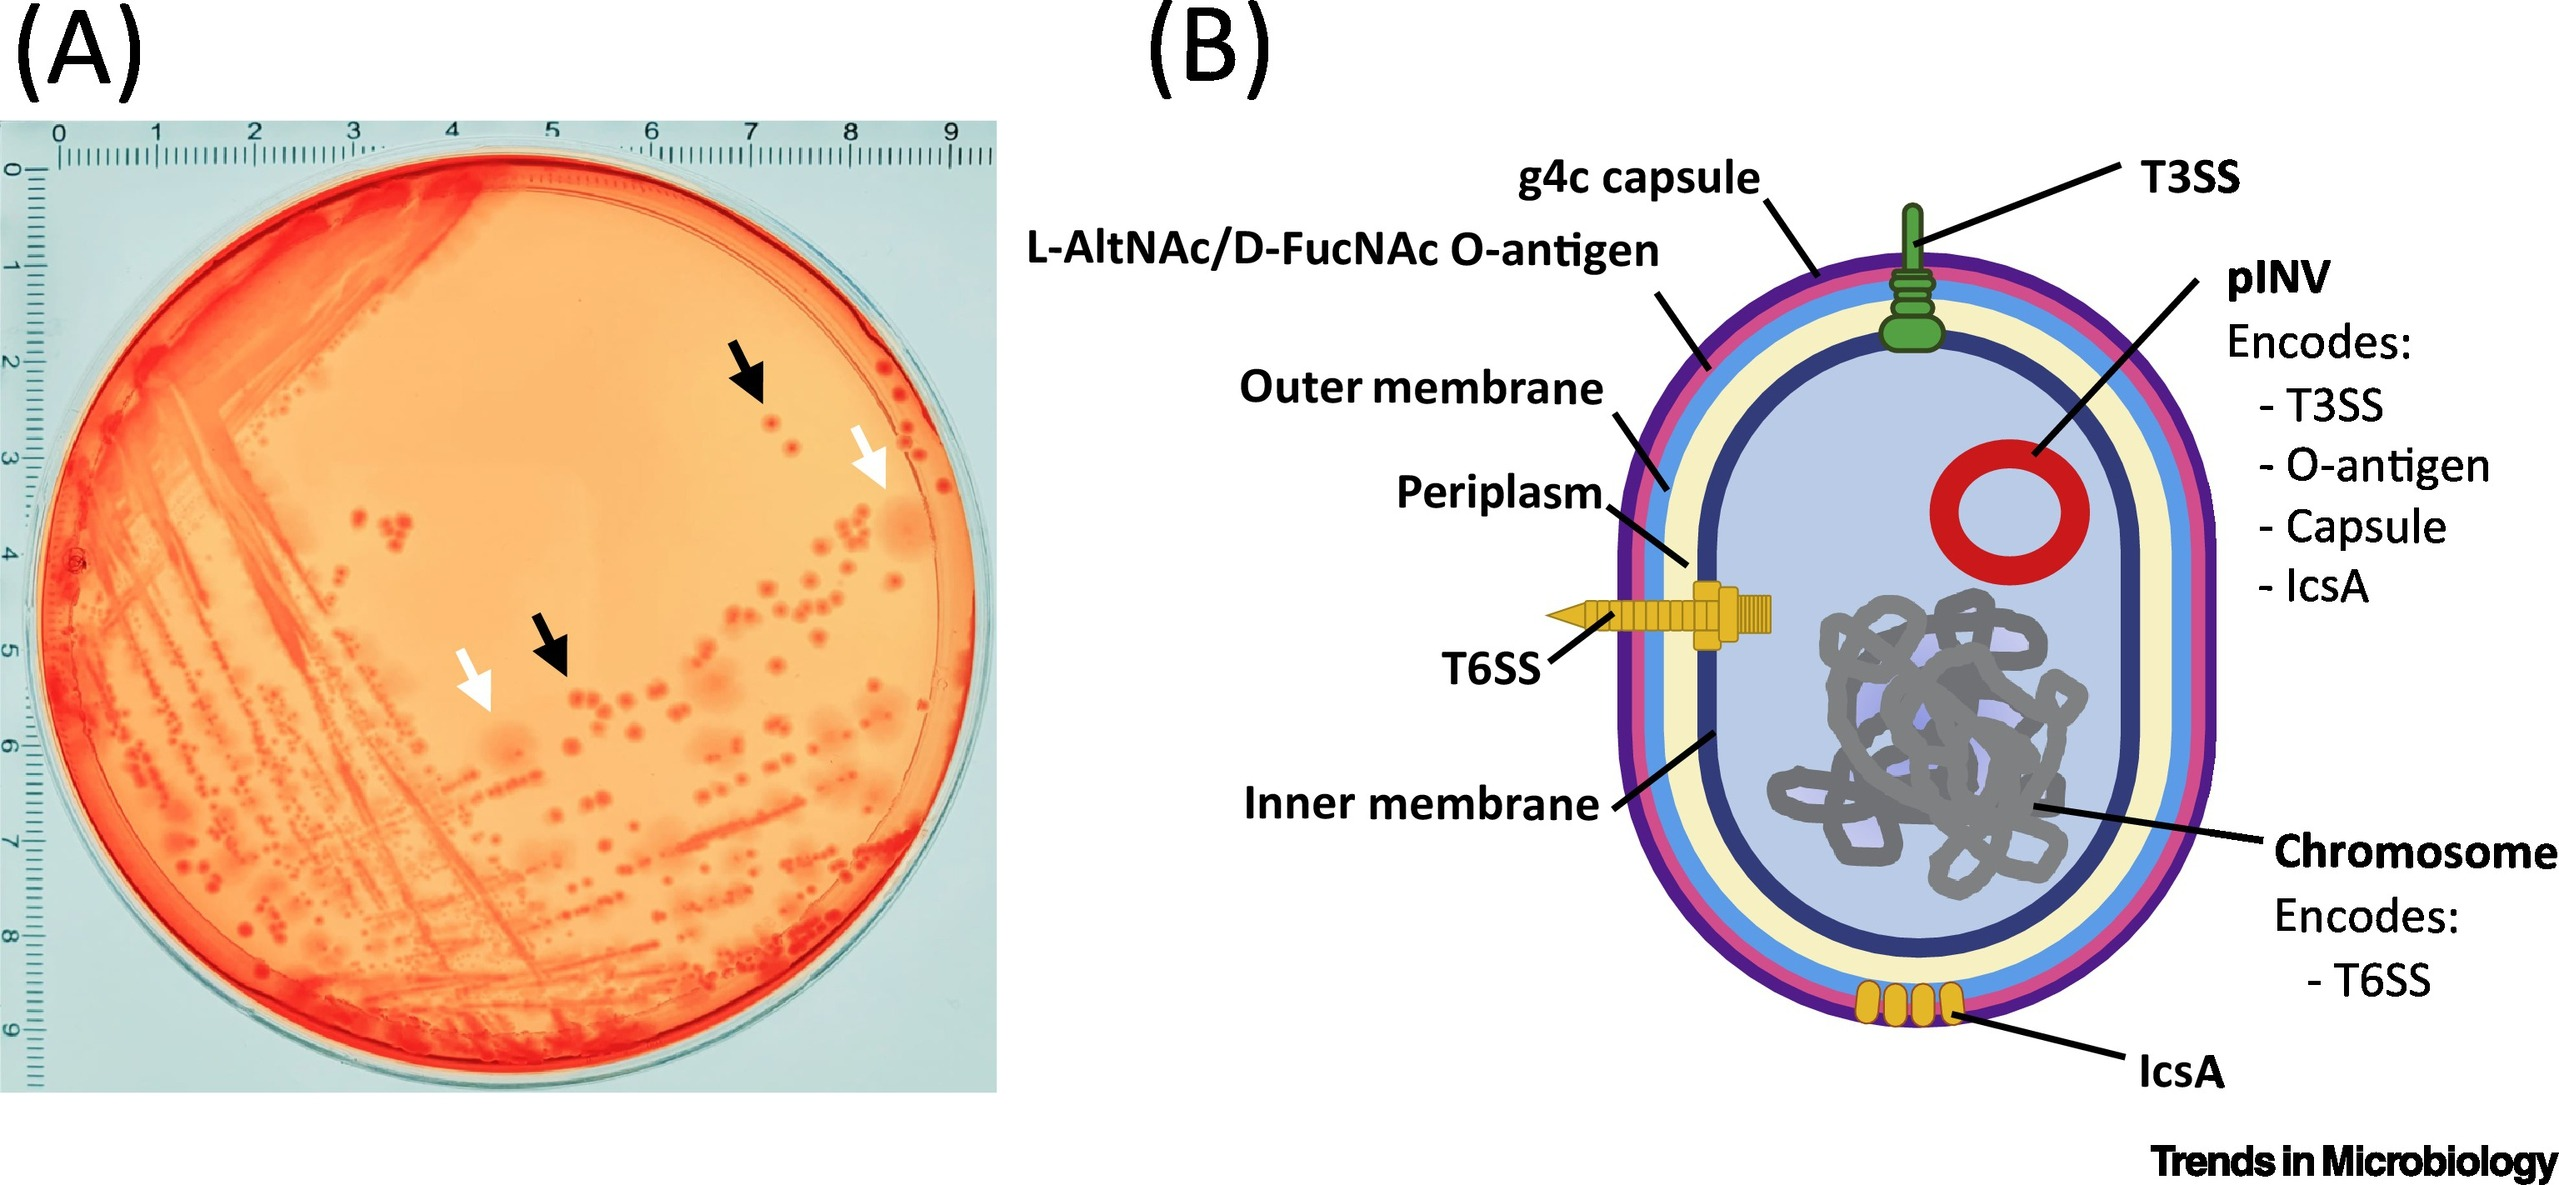 (A)
0 1 2 3 4 5 6 7 8 9
0
1
2
3
4
5
6
7
8
9
(B)
g4c capsule
L-AltNAc/D-FucNAc O-antigen
Outer membrane
Periplasm
T6SS
Inner membrane
T3SS
pINV
Encodes:
- T3SS
- O-antigen
- Capsule
- IcsA
Chromosome
Encodes:
- T6SS
IcsA
Trends in Microbiology